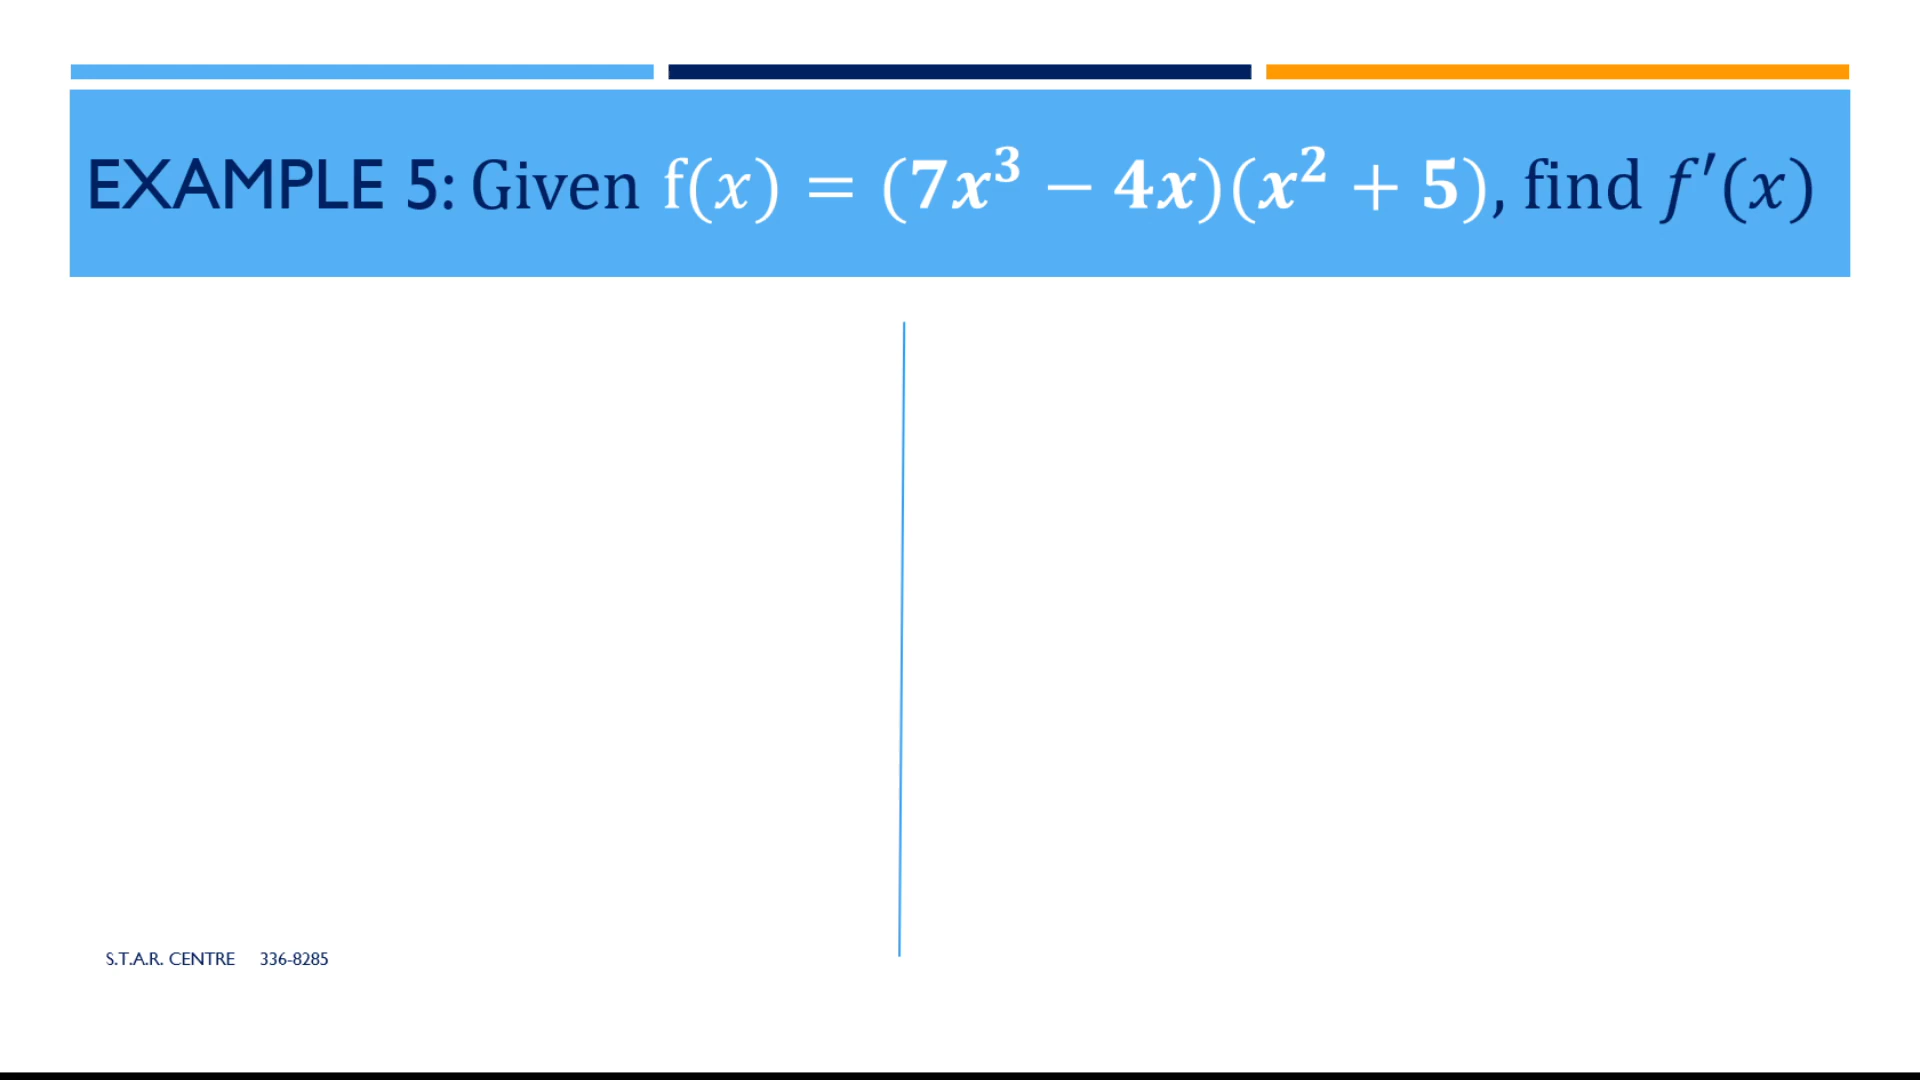 EXAMPLE 5: Given f(x) = (7x³ − 4x)(x² + 5), find f′(x)
S.T.A.R. CENTRE 336-8285